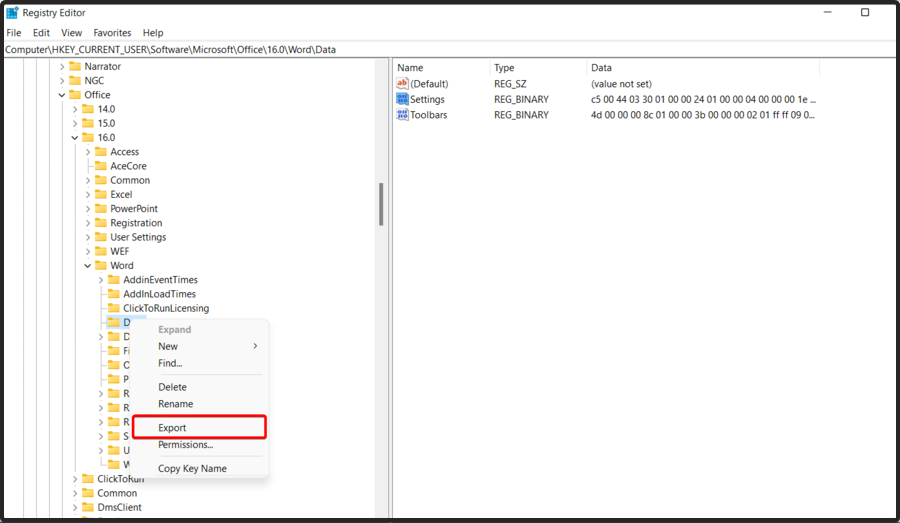 Registry Editor
File Edit View Favorites Help
Computer\HKEY_CURRENT_USER\Software\Microsoft\Office\16.0\Word\Data
Narrator
NGC
Office
14.0
15.0
16.0
Access
AceCore
Common
Excel
PowerPoint
Registration
User Settings
WEF
Word
AddinEventTimes
AddInLoadTimes
ClickToRunLicensing
D
D
Fi
O
P
R
R
R
S
U
W
ClickToRun
Common
DmsClient
Expand
New
Find...
Delete
Rename
Export
Permissions...
Copy Key Name
Name Type Data
(Default) REG_SZ (value not set)
Settings REG_BINARY c5 00 44 03 30 01 00 00 24 01 00 00 04 00 00 00 1e ...
Toolbars REG_BINARY 4d 00 00 00 8c 01 00 00 3b 00 00 00 02 01 ff ff 09 0...